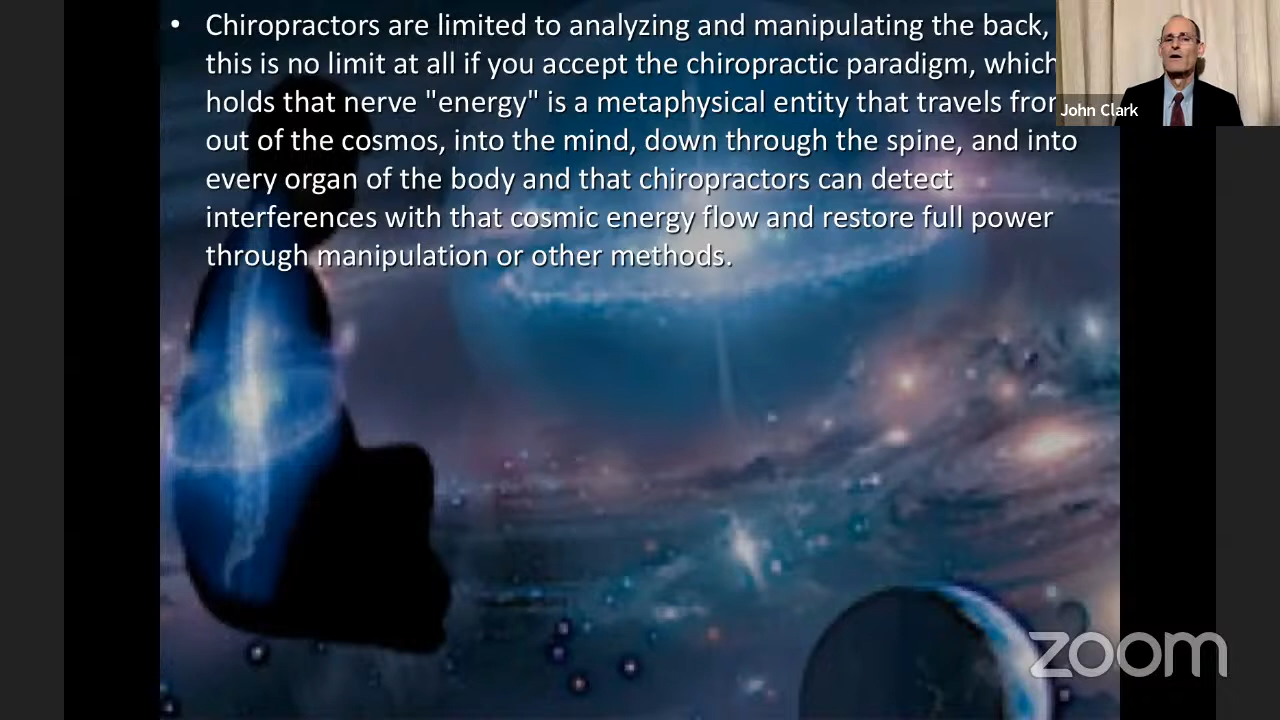 • Chiropractors are limited to analyzing and manipulating the back,
this is no limit at all if you accept the chiropractic paradigm, which
holds that nerve "energy" is a metaphysical entity that travels from
out of the cosmos, into the mind, down through the spine, and into
every organ of the body and that chiropractors can detect
interferences with that cosmic energy flow and restore full power
through manipulation or other methods.
John Clark
zoom